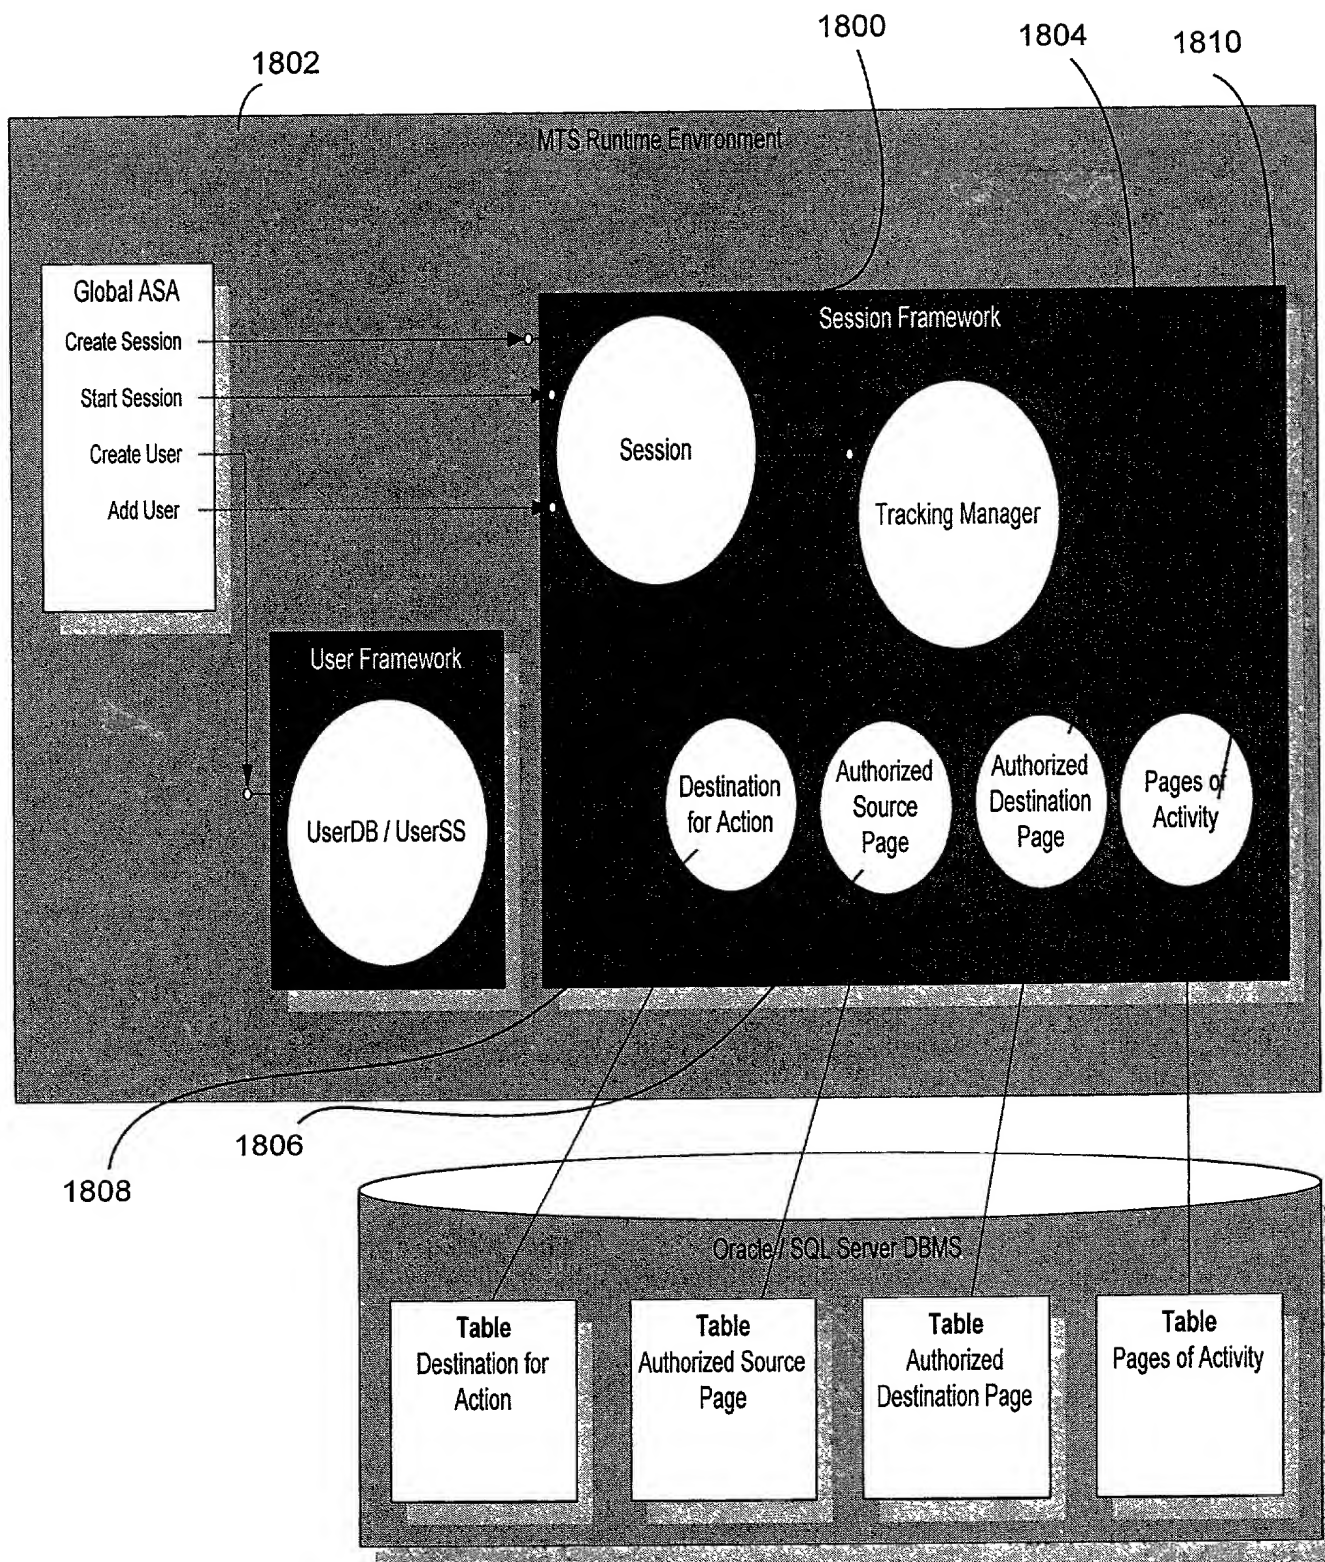 1800
1804
1810
1802
MTS Runtime Environment
Global ASA
Create Session
Start Session
Create User
Add User
Session Framework
Session
Tracking Manager
User Framework
UserDB / UserSS
Destination
for Action
Authorized
Source
Page
Authorized
Destination
Page
Pages of
Activity
1806
1808
Oracle / SQL Server DBMS
Table
Destination for
Action
Table
Authorized Source
Page
Table
Authorized
Destination Page
Table
Pages of Activity